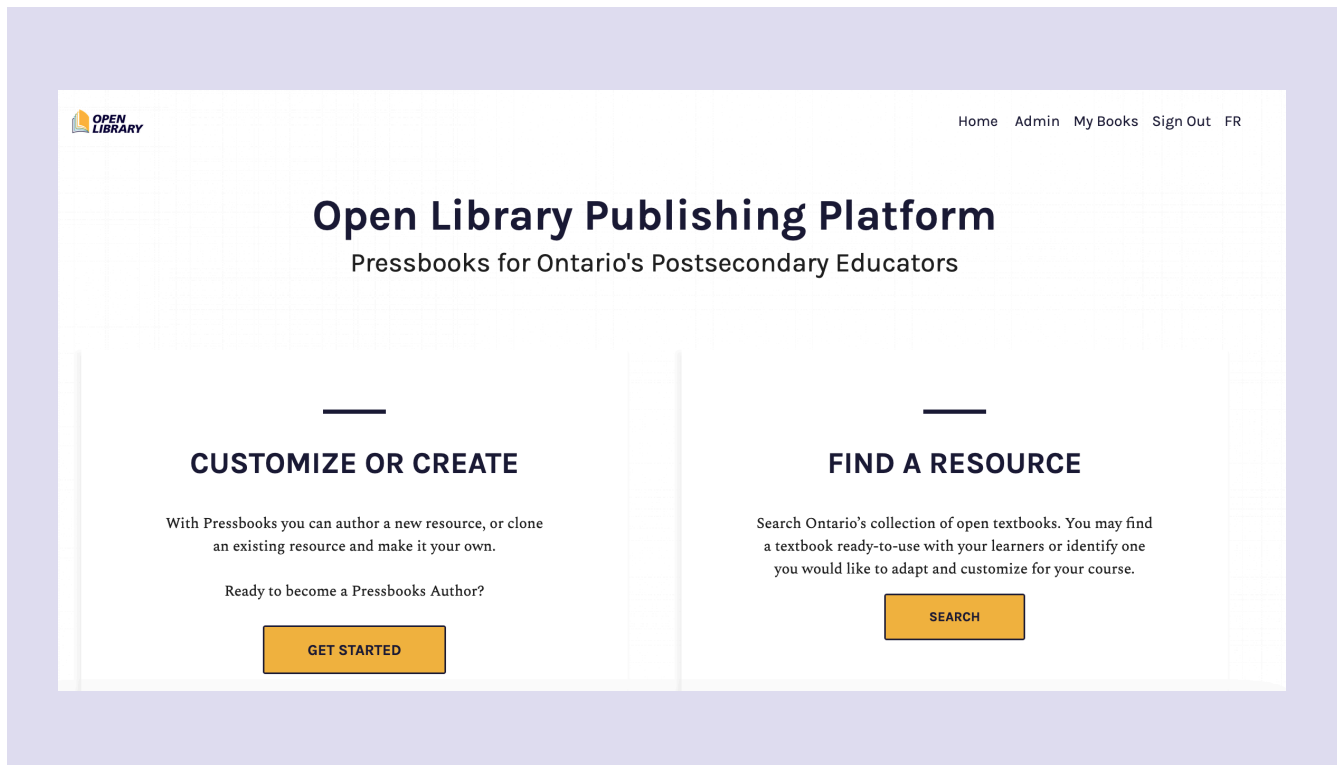 OPEN
LIBRARY
Home Admin My Books Sign Out FR
Open Library Publishing Platform
Pressbooks for Ontario's Postsecondary Educators
CUSTOMIZE OR CREATE
With Pressbooks you can author a new resource, or clone
an existing resource and make it your own.
Ready to become a Pressbooks Author?
GET STARTED
FIND A RESOURCE
Search Ontario’s collection of open textbooks. You may find
a textbook ready-to-use with your learners or identify one
you would like to adapt and customize for your course.
SEARCH